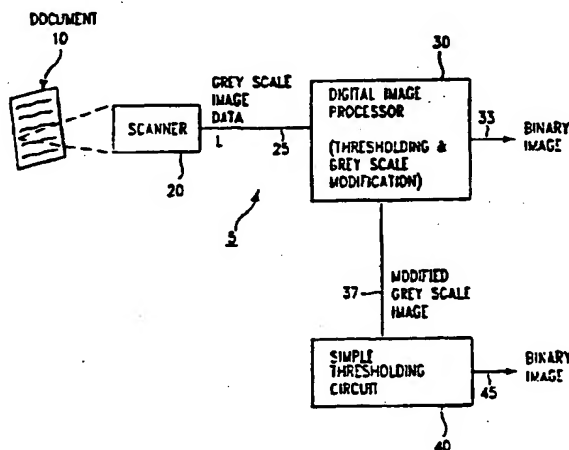 DOCUMENT
10
SCANNER
20
GREY SCALE
IMAGE
DATA
L
25
5
30
DIGITAL IMAGE
PROCESSOR
(THRESHOLDING &
GREY SCALE
MODIFICATION)
33
BINARY
IMAGE
37
MODIFIED
GREY SCALE
IMAGE
SIMPLE
THRESHOLDING
CIRCUIT
40
45
BINARY
IMAGE